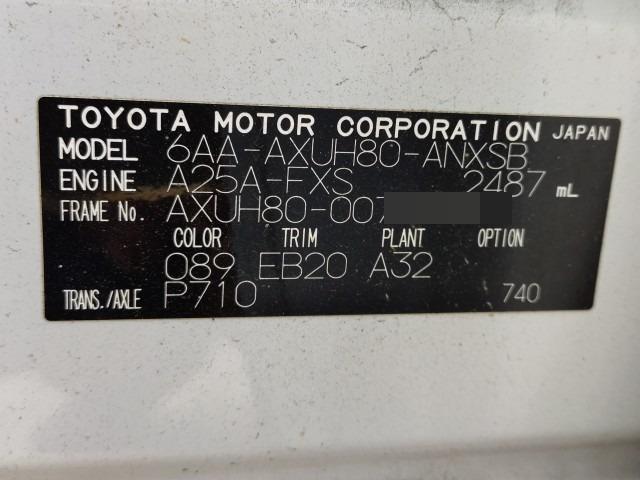 TOYOTA MOTOR CORPORATION JAPAN
MODEL 6AA-AXUH80-ANXSB
ENGINE A25A-FXS 2487 mL
FRAME No. AXUH80-007
COLOR TRIM PLANT OPTION
089 EB20 A32
TRANS./AXLE P710 740